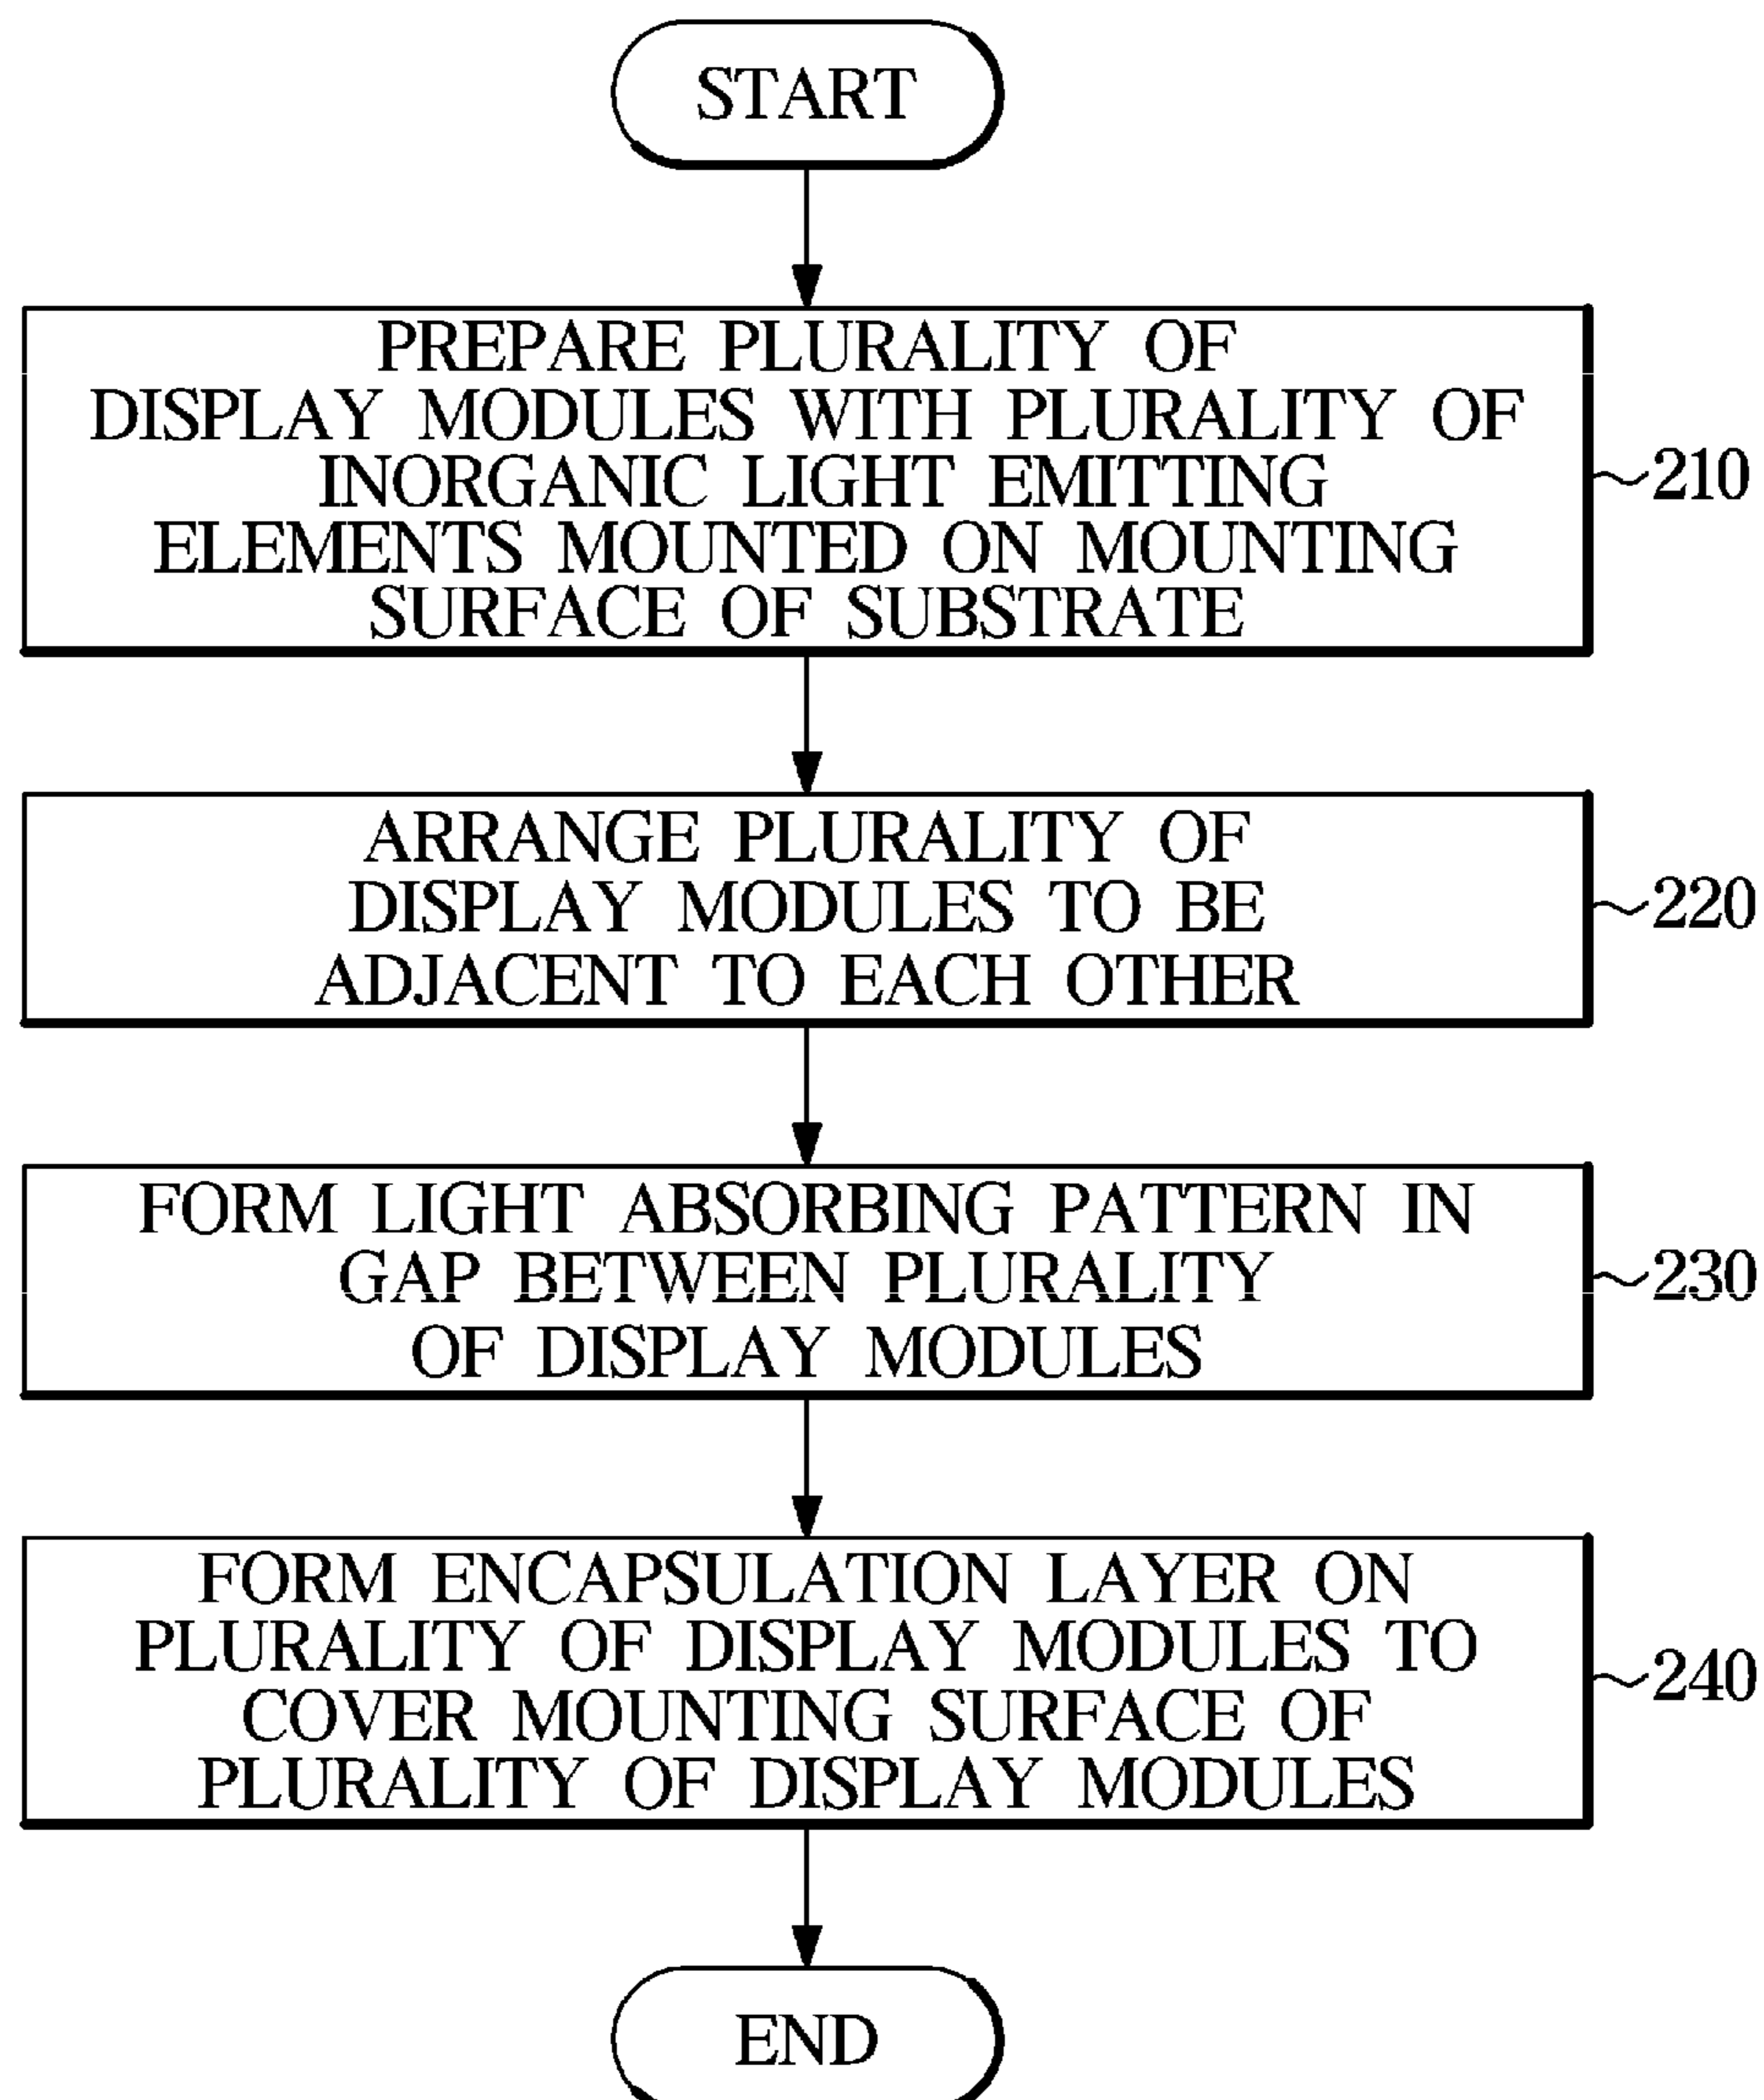 START
PREPARE PLURALITY OF
DISPLAY MODULES WITH PLURALITY OF
INORGANIC LIGHT EMITTING
ELEMENTS MOUNTED ON MOUNTING
SURFACE OF SUBSTRATE
210
ARRANGE PLURALITY OF
DISPLAY MODULES TO BE
ADJACENT TO EACH OTHER
220
FORM LIGHT ABSORBING PATTERN IN
GAP BETWEEN PLURALITY
OF DISPLAY MODULES
230
FORM ENCAPSULATION LAYER ON
PLURALITY OF DISPLAY MODULES TO
COVER MOUNTING SURFACE OF
PLURALITY OF DISPLAY MODULES
240
END